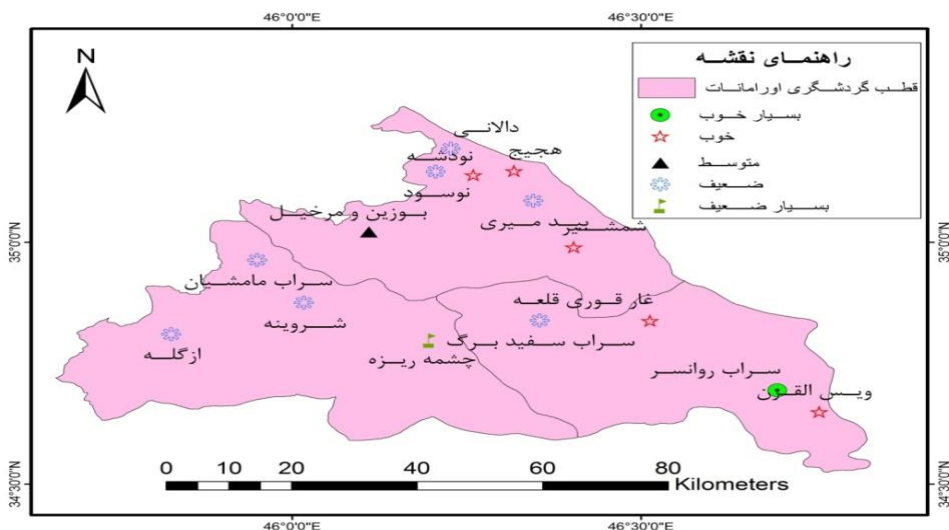 46°0'0"E 46°30'0"E
N
راهنمای نقشه
قطب گردشگری اورامانات
بسیار خوب
خوب
متوسط
ضعیف
بسیار ضعیف
دالانی
هجیج
نودشه
نوسود
بوزین و مرخیل
بید میری
شمشیر
35°0'0"N 35°0'0"N
سراب مامشیان
غار قوری قلعه
شروینه
سراب سفید برگ
ازگله
چشمه ریزه
سراب روانسر
ویس القرن
0 10 20 40 60 80
Kilometers
34°30'0"N 34°30'0"N
46°0'0"E 46°30'0"E